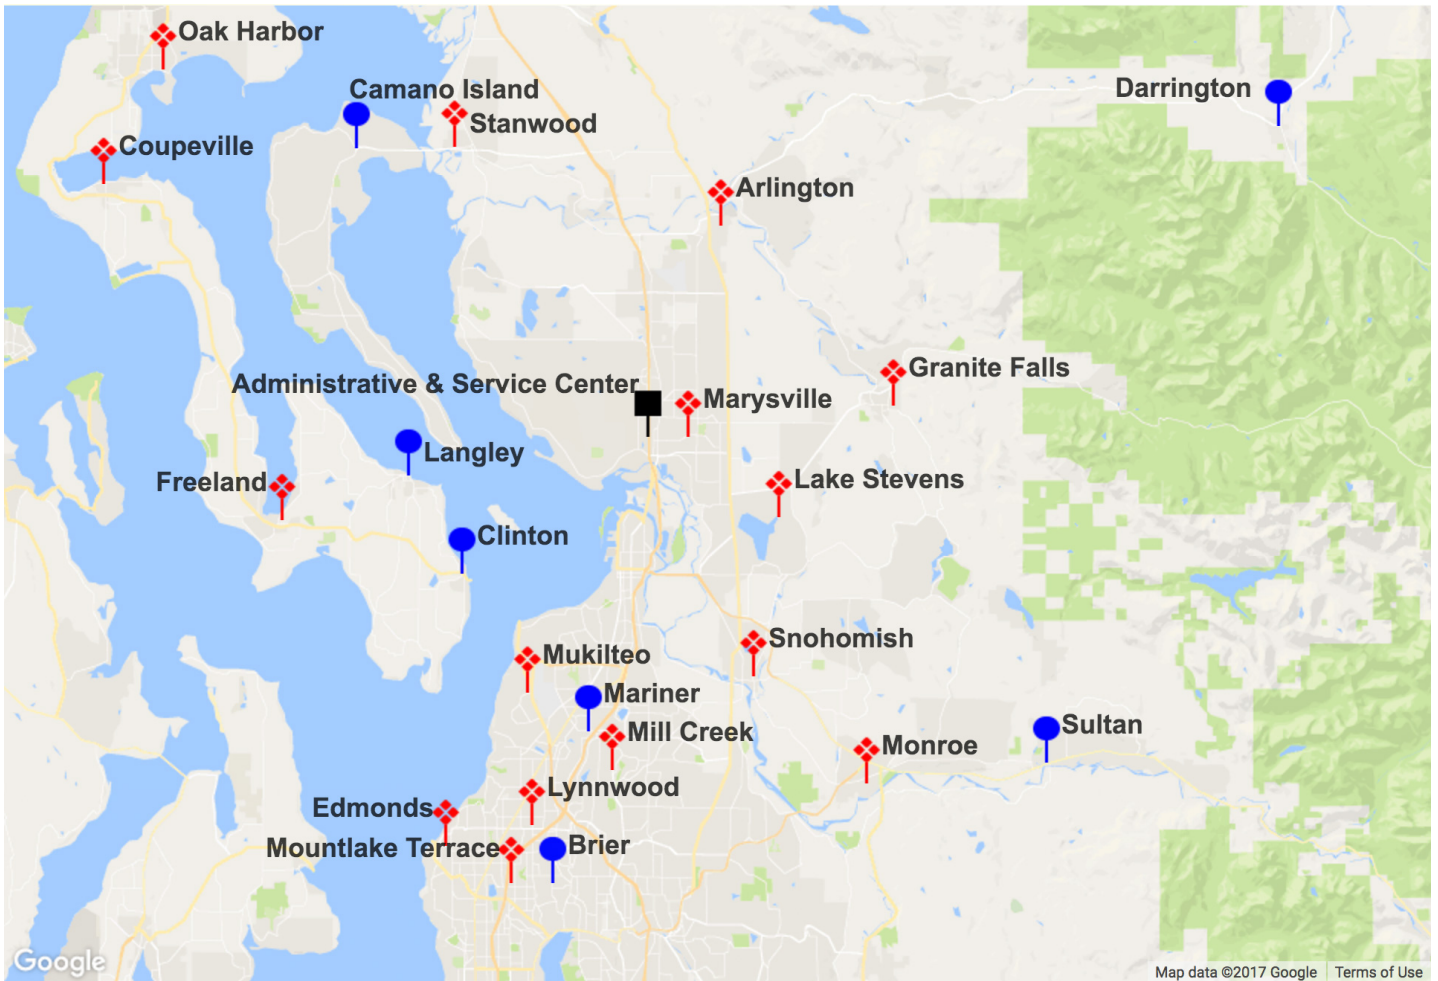 Oak Harbor
Camano Island
Darrington
Stanwood
Coupeville
Arlington
Granite Falls
Administrative & Service Center
Marysville
Langley
Lake Stevens
Freeland
Clinton
Snohomish
Mukilteo
Mariner
Sultan
Mill Creek
Monroe
Lynnwood
Edmonds
Mountlake Terrace
Brier
Google
Map data ©2017 Google
Terms of Use